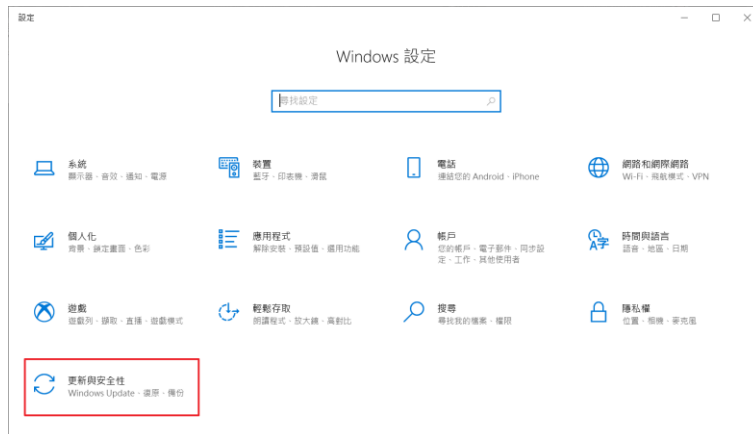 設定
Windows 設定
尋找設定
系統
顯示器、音效、通知、電源
裝置
藍牙、印表機、滑鼠
電話
連結您的 Android、iPhone
網路和網際網路
Wi-Fi、飛航模式、VPN
個人化
背景、鎖定畫面、色彩
應用程式
解除安裝、預設值、選用功能
帳戶
您的帳戶、電子郵件、同步設
定、工作、其他使用者
時間與語言
語音、地區、日期
遊戲
遊戲列、擷取、直播、遊戲模式
輕鬆存取
朗讀程式、放大鏡、高對比
搜尋
尋找我的檔案、權限
隱私權
位置、相機、麥克風
更新與安全性
Windows Update、復原、備份